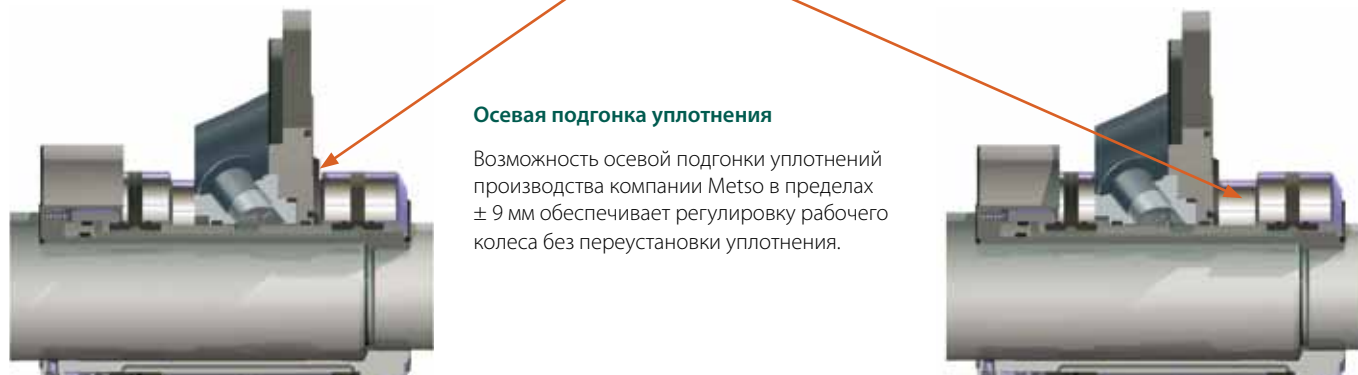 Осевая подгонка уплотнения
Возможность осевой подгонки уплотнений
производства компании Metso в пределах
± 9 мм обеспечивает регулировку рабочего
колеса без переустановки уплотнения.